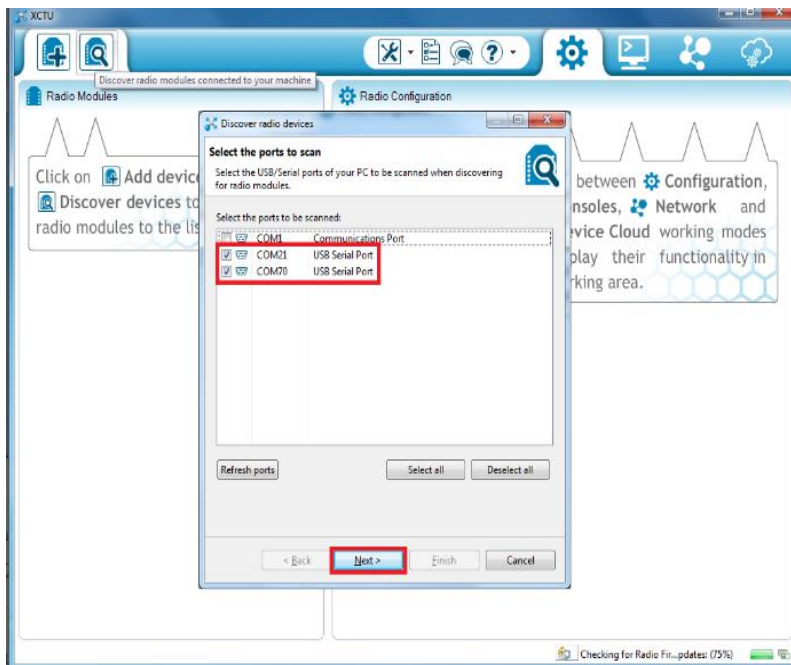 XCTU
Discover radio modules connected to your machine
Radio Modules
Radio Configuration
Click on Add device
Discover devices to
radio modules to the lis
between Configuration,
nsoles, Network and
evice Cloud working modes
play their functionality in
rking area.
Discover radio devices
Select the ports to scan
Select the USB/Serial ports of your PC to be scanned when discovering
for radio modules.
Select the ports to be scanned:
COM1 Communications Port
COM21 USB Serial Port
COM70 USB Serial Port
Refresh ports Select all Deselect all
< Back Next > Finish Cancel
Checking for Radio Fir...pdates: (75%)